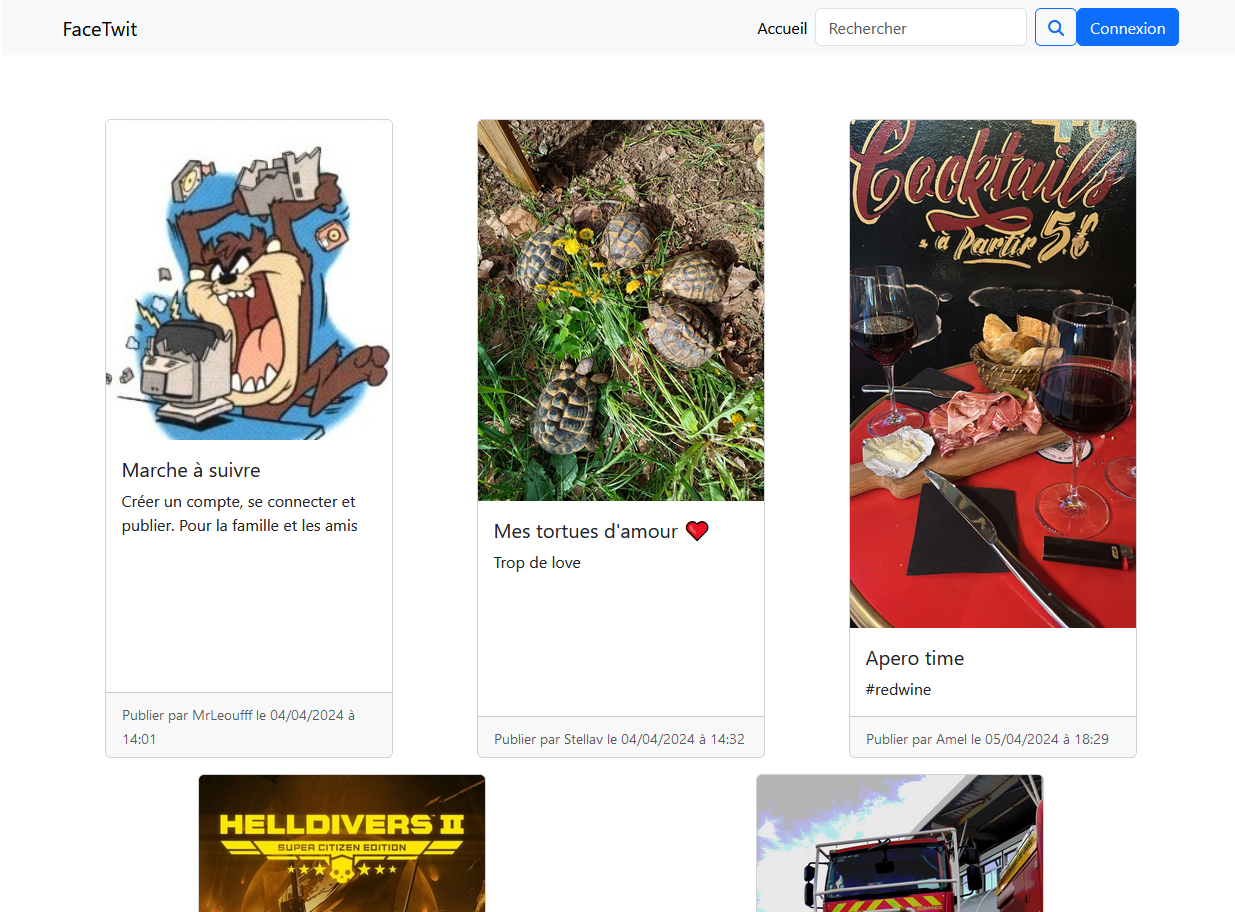 FaceTwit
Accueil
Rechercher
Connexion
Cocktails
à Partir 5€
Marche à suivre
Créer un compte, se connecter et
publier. Pour la famille et les amis
Publier par MrLeoufff le 04/04/2024 à
14:01
Mes tortues d'amour ❤
Trop de love
Publier par Stellav le 04/04/2024 à 14:32
Apero time
#redwine
Publier par Amel le 05/04/2024 à 18:29
HELLDIVERS II
SUPER CITIZEN EDITION